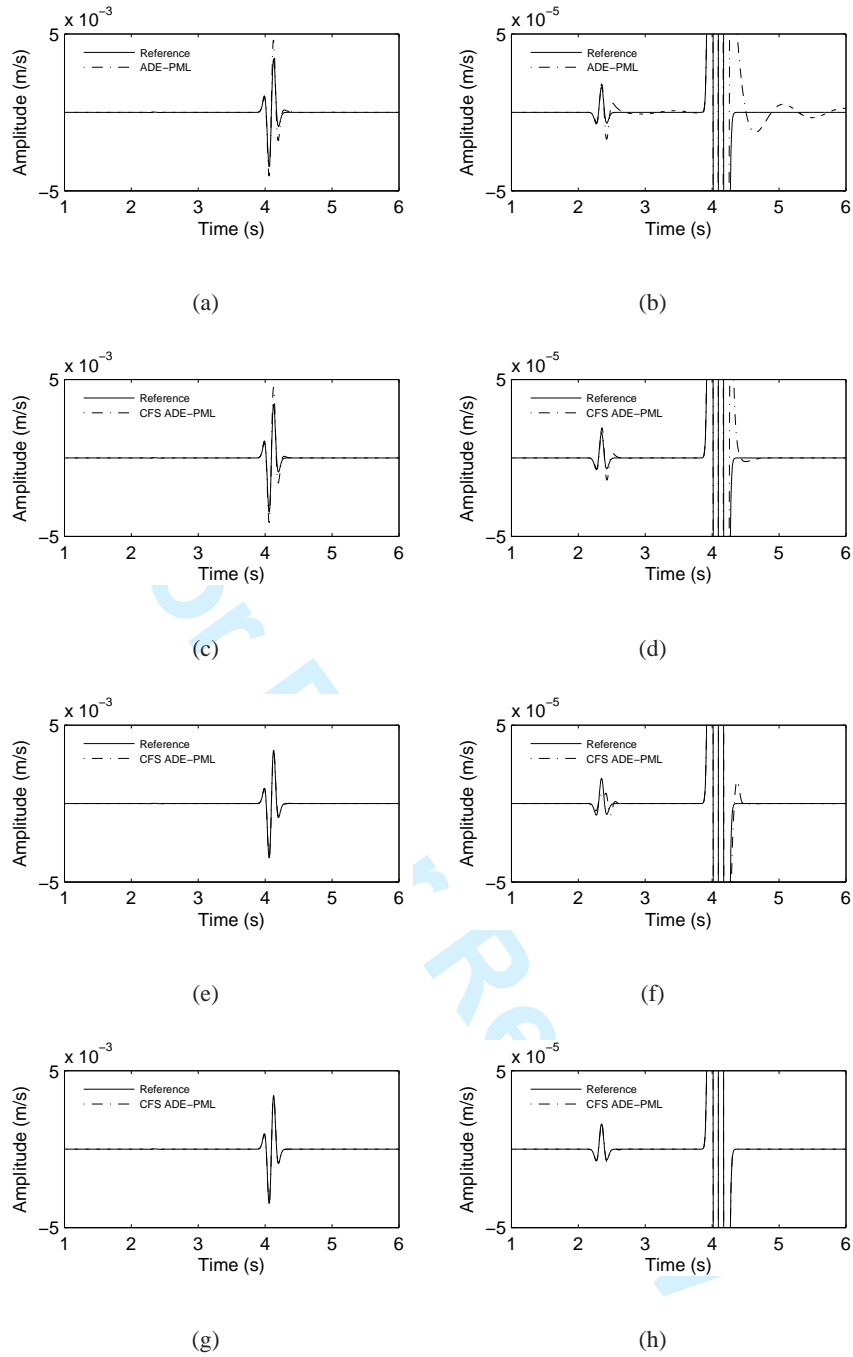 x 10−3
5
−5
Amplitude (m/s)
Reference
ADE−PML
1 2 3 4 5 6
Time (s)
(a)
x 10−5
5
−5
Amplitude (m/s)
Reference
ADE−PML
1 2 3 4 5 6
Time (s)
(b)
x 10−3
5
−5
Amplitude (m/s)
Reference
CFS ADE−PML
1 2 3 4 5 6
Time (s)
(c)
x 10−5
5
−5
Amplitude (m/s)
Reference
CFS ADE−PML
1 2 3 4 5 6
Time (s)
(d)
x 10−3
5
−5
Amplitude (m/s)
Reference
CFS ADE−PML
1 2 3 4 5 6
Time (s)
(e)
x 10−5
5
−5
Amplitude (m/s)
Reference
CFS ADE−PML
1 2 3 4 5 6
Time (s)
(f)
x 10−3
5
−5
Amplitude (m/s)
Reference
CFS ADE−PML
1 2 3 4 5 6
Time (s)
(g)
x 10−5
5
−5
Amplitude (m/s)
Reference
CFS ADE−PML
1 2 3 4 5 6
Time (s)
(h)